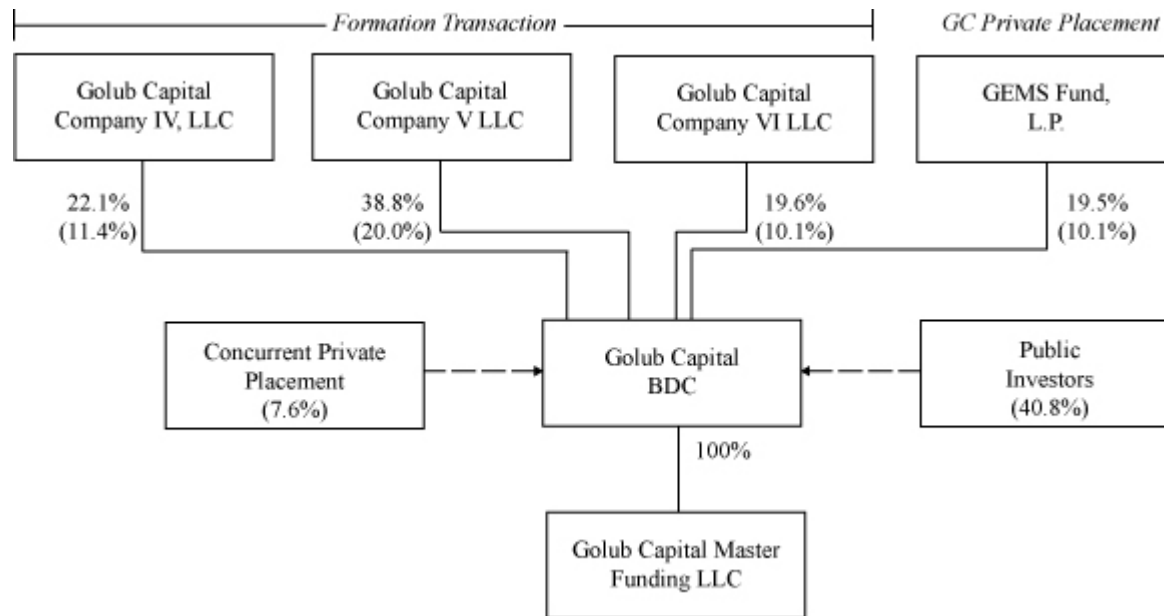 Formation Transaction
GC Private Placement
Golub Capital
Company IV, LLC
Golub Capital
Company V LLC
Golub Capital
Company VI LLC
GEMS Fund,
L.P.
22.1%
(11.4%)
38.8%
(20.0%)
19.6%
(10.1%)
19.5%
(10.1%)
Concurrent Private
Placement
(7.6%)
Golub Capital
BDC
Public
Investors
(40.8%)
100%
Golub Capital Master
Funding LLC